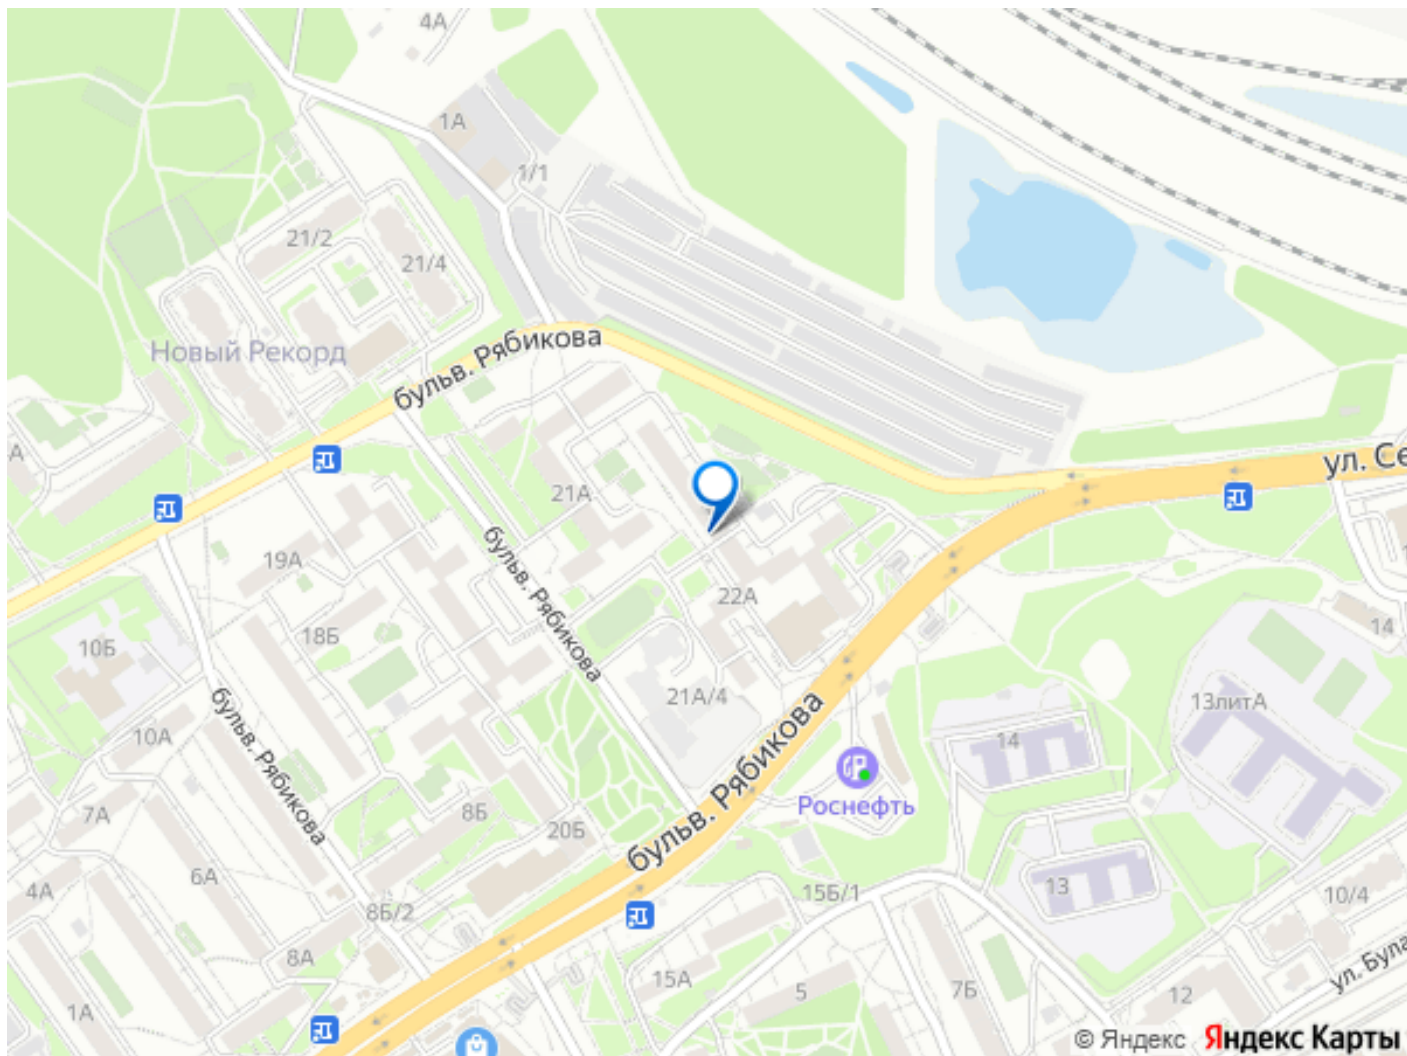 4А
1А
1/1
21/2
21/4
Новый Рекорд
бульв. Рябикова
ул. Се
А
21А
19А
бульв. Рябикова
22А
10Б
18Б
14
21А/4
13литА
10А
бульв. Рябикова
14
бульв. Рябикова
Роснефть
7А
8Б
20Б
4А
6А
13
15Б/1
10/4
8Б/2
8А
15А
5
7Б
12
ул. Була
1А
© Яндекс Яндекс Карты